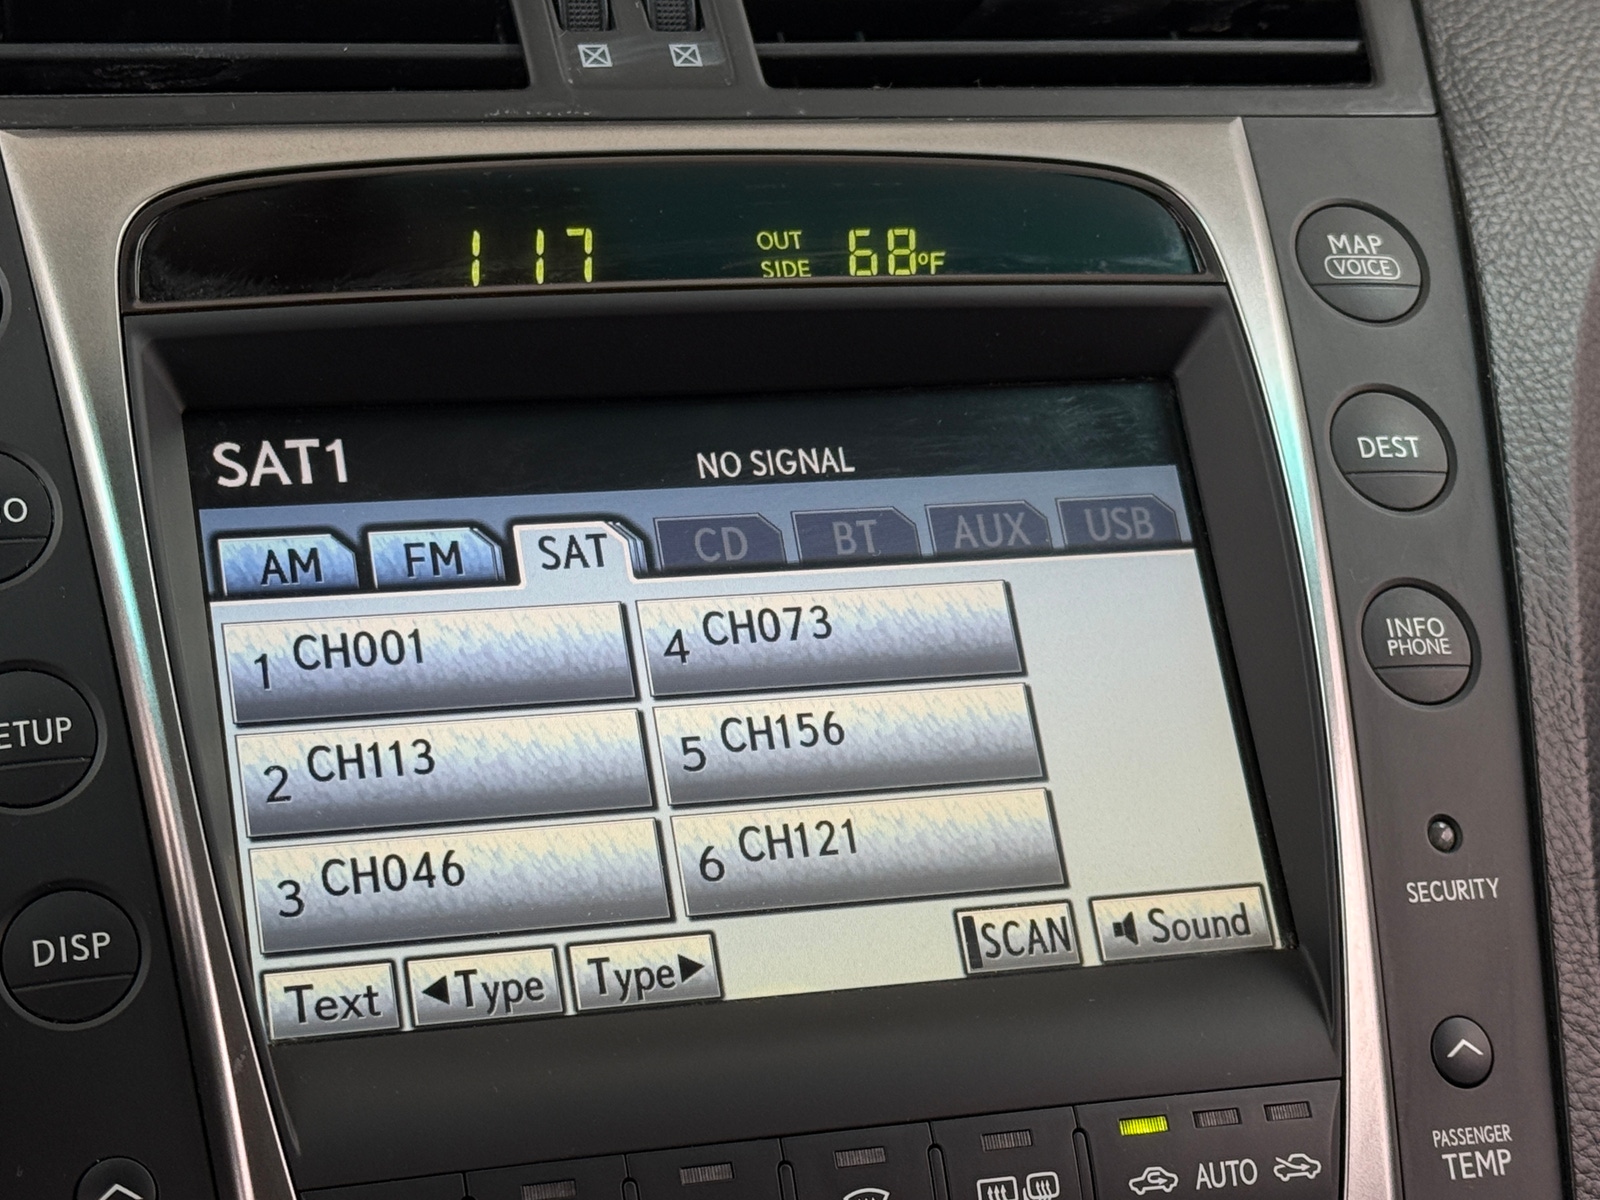 1 17
OUT
SIDE
68°F
MAP
VOICE
SAT1
NO SIGNAL
DEST
AM FM SAT CD BT AUX USB
1 CH001
4 CH073
2 CH113
5 CH156
3 CH046
6 CH121
INFO
PHONE
ETUP
SECURITY
DISP
Text ◀Type Type▶ SCAN Sound
AUTO
PASSENGER
TEMP